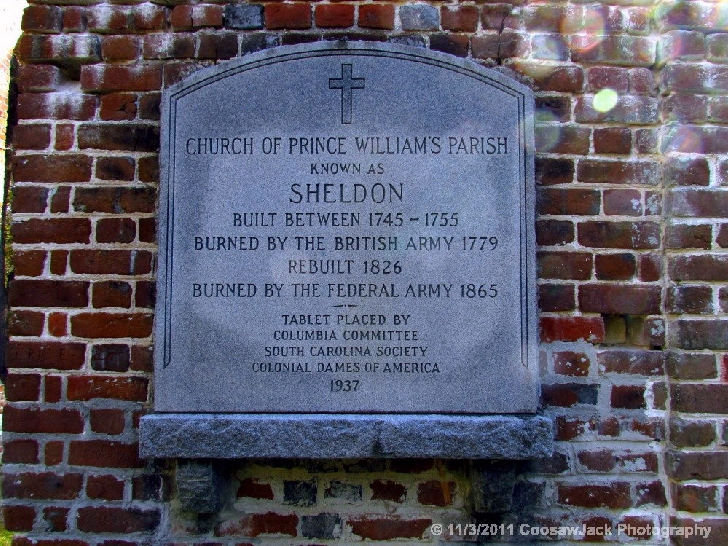 CHURCH OF PRINCE WILLIAM'S PARISH
KNOWN AS
SHELDON
BUILT BETWEEN 1745 - 1755
BURNED BY THE BRITISH ARMY 1779
REBUILT 1826
BURNED BY THE FEDERAL ARMY 1865
TABLET PLACED BY
COLUMBIA COMMITTEE
SOUTH CAROLINA SOCIETY
COLONIAL DAMES OF AMERICA
1937
© 11/3/2011 CoosawJack Photography